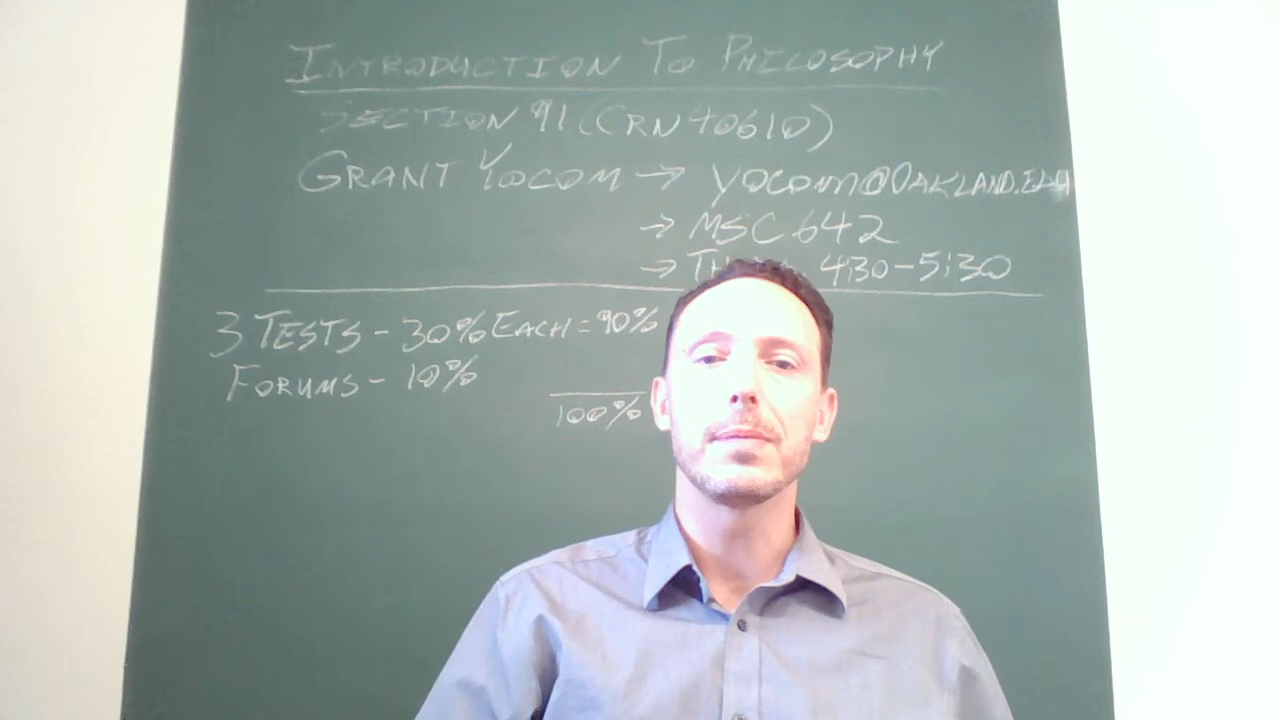 INTRODUCTION TO PHILOSOPHY
SECTION 91 (CRN 40610)
GRANT YOCOM → YOCOM@OAKLAND.EDU
→ MSC 642
→ 4:30-5:30
3 TESTS - 30% EACH = 90%
FORUMS - 10%
100%